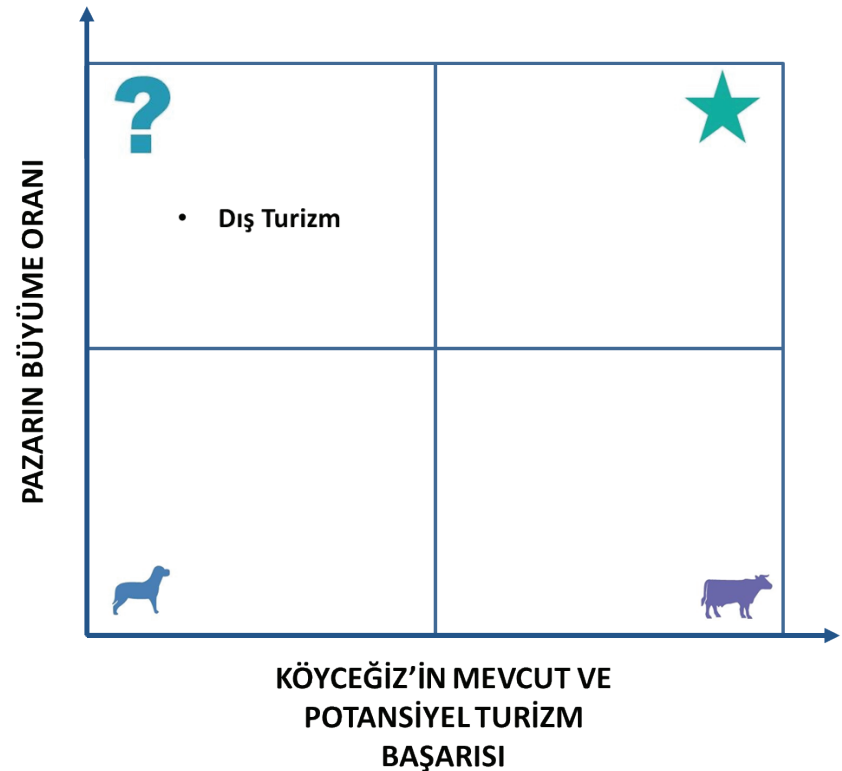 ?
• Dış Turizm
PAZARIN BÜYÜME ORANI
KÖYCEĞİZ’İN MEVCUT VE
POTANSİYEL TURİZM
BAŞARISI